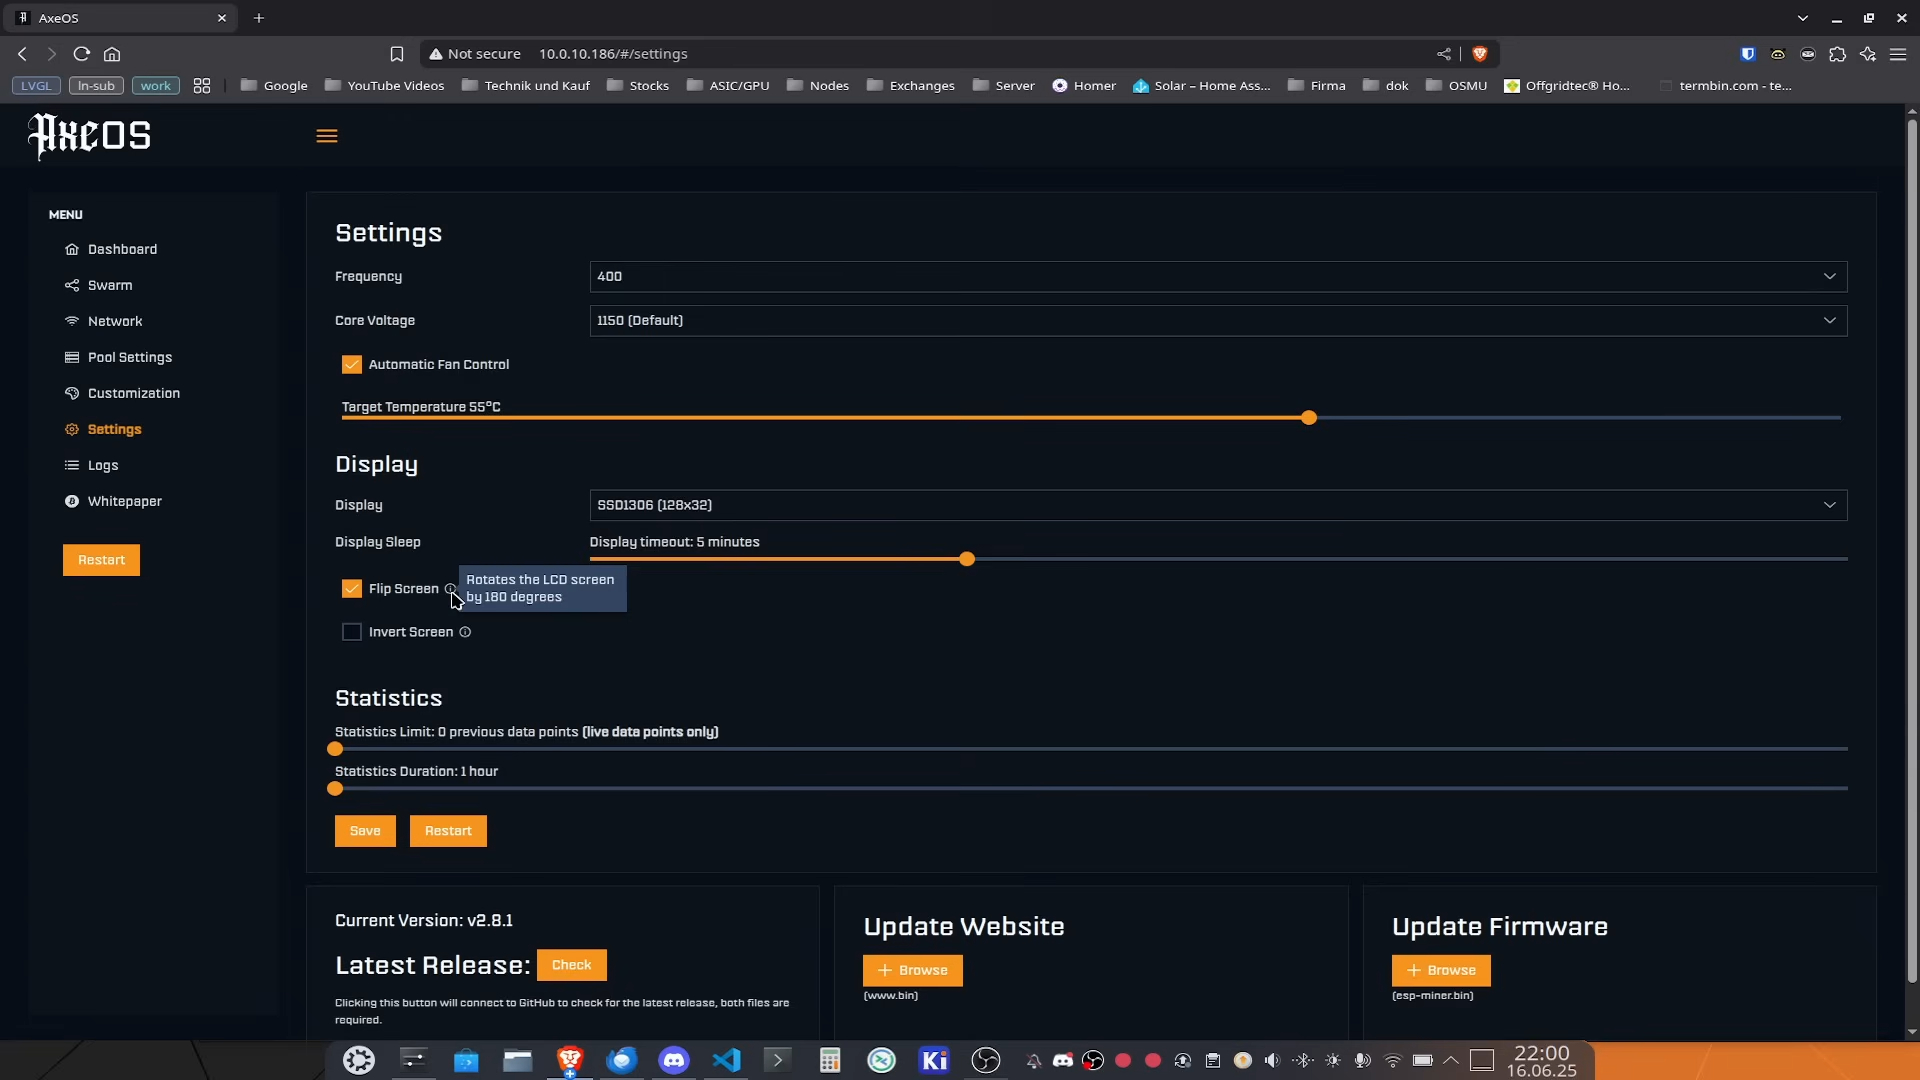 AxeOS
Not secure
10.0.10.186/#/settings
LVGL
In-sub
work
Google
YouTube Videos
Technik und Kauf
Stocks
ASIC/GPU
Nodes
Exchanges
Server
Homer
Solar – Home Ass...
Firma
dok
OSMU
Offgridtec® Ho...
termbin.com - te...
AxeOS
MENU
Dashboard
Swarm
Network
Pool Settings
Customization
Settings
Logs
Whitepaper
Restart
Settings
Frequency
400
Core Voltage
1150 (Default)
Automatic Fan Control
Target Temperature 55°C
Display
Display
SSD1306 (128x32)
Display Sleep
Display timeout: 5 minutes
Flip Screen
Rotates the LCD screen
by 180 degrees
Invert Screen
Statistics
Statistics Limit: 0 previous data points (live data points only)
Statistics Duration: 1 hour
Save
Restart
Current Version: v2.8.1
Latest Release:
Check
Clicking this button will connect to GitHub to check for the latest release, both files are
required.
Update Website
Browse
(www.bin)
Update Firmware
Browse
(esp-miner.bin)
Ki
22:00
16.06.25